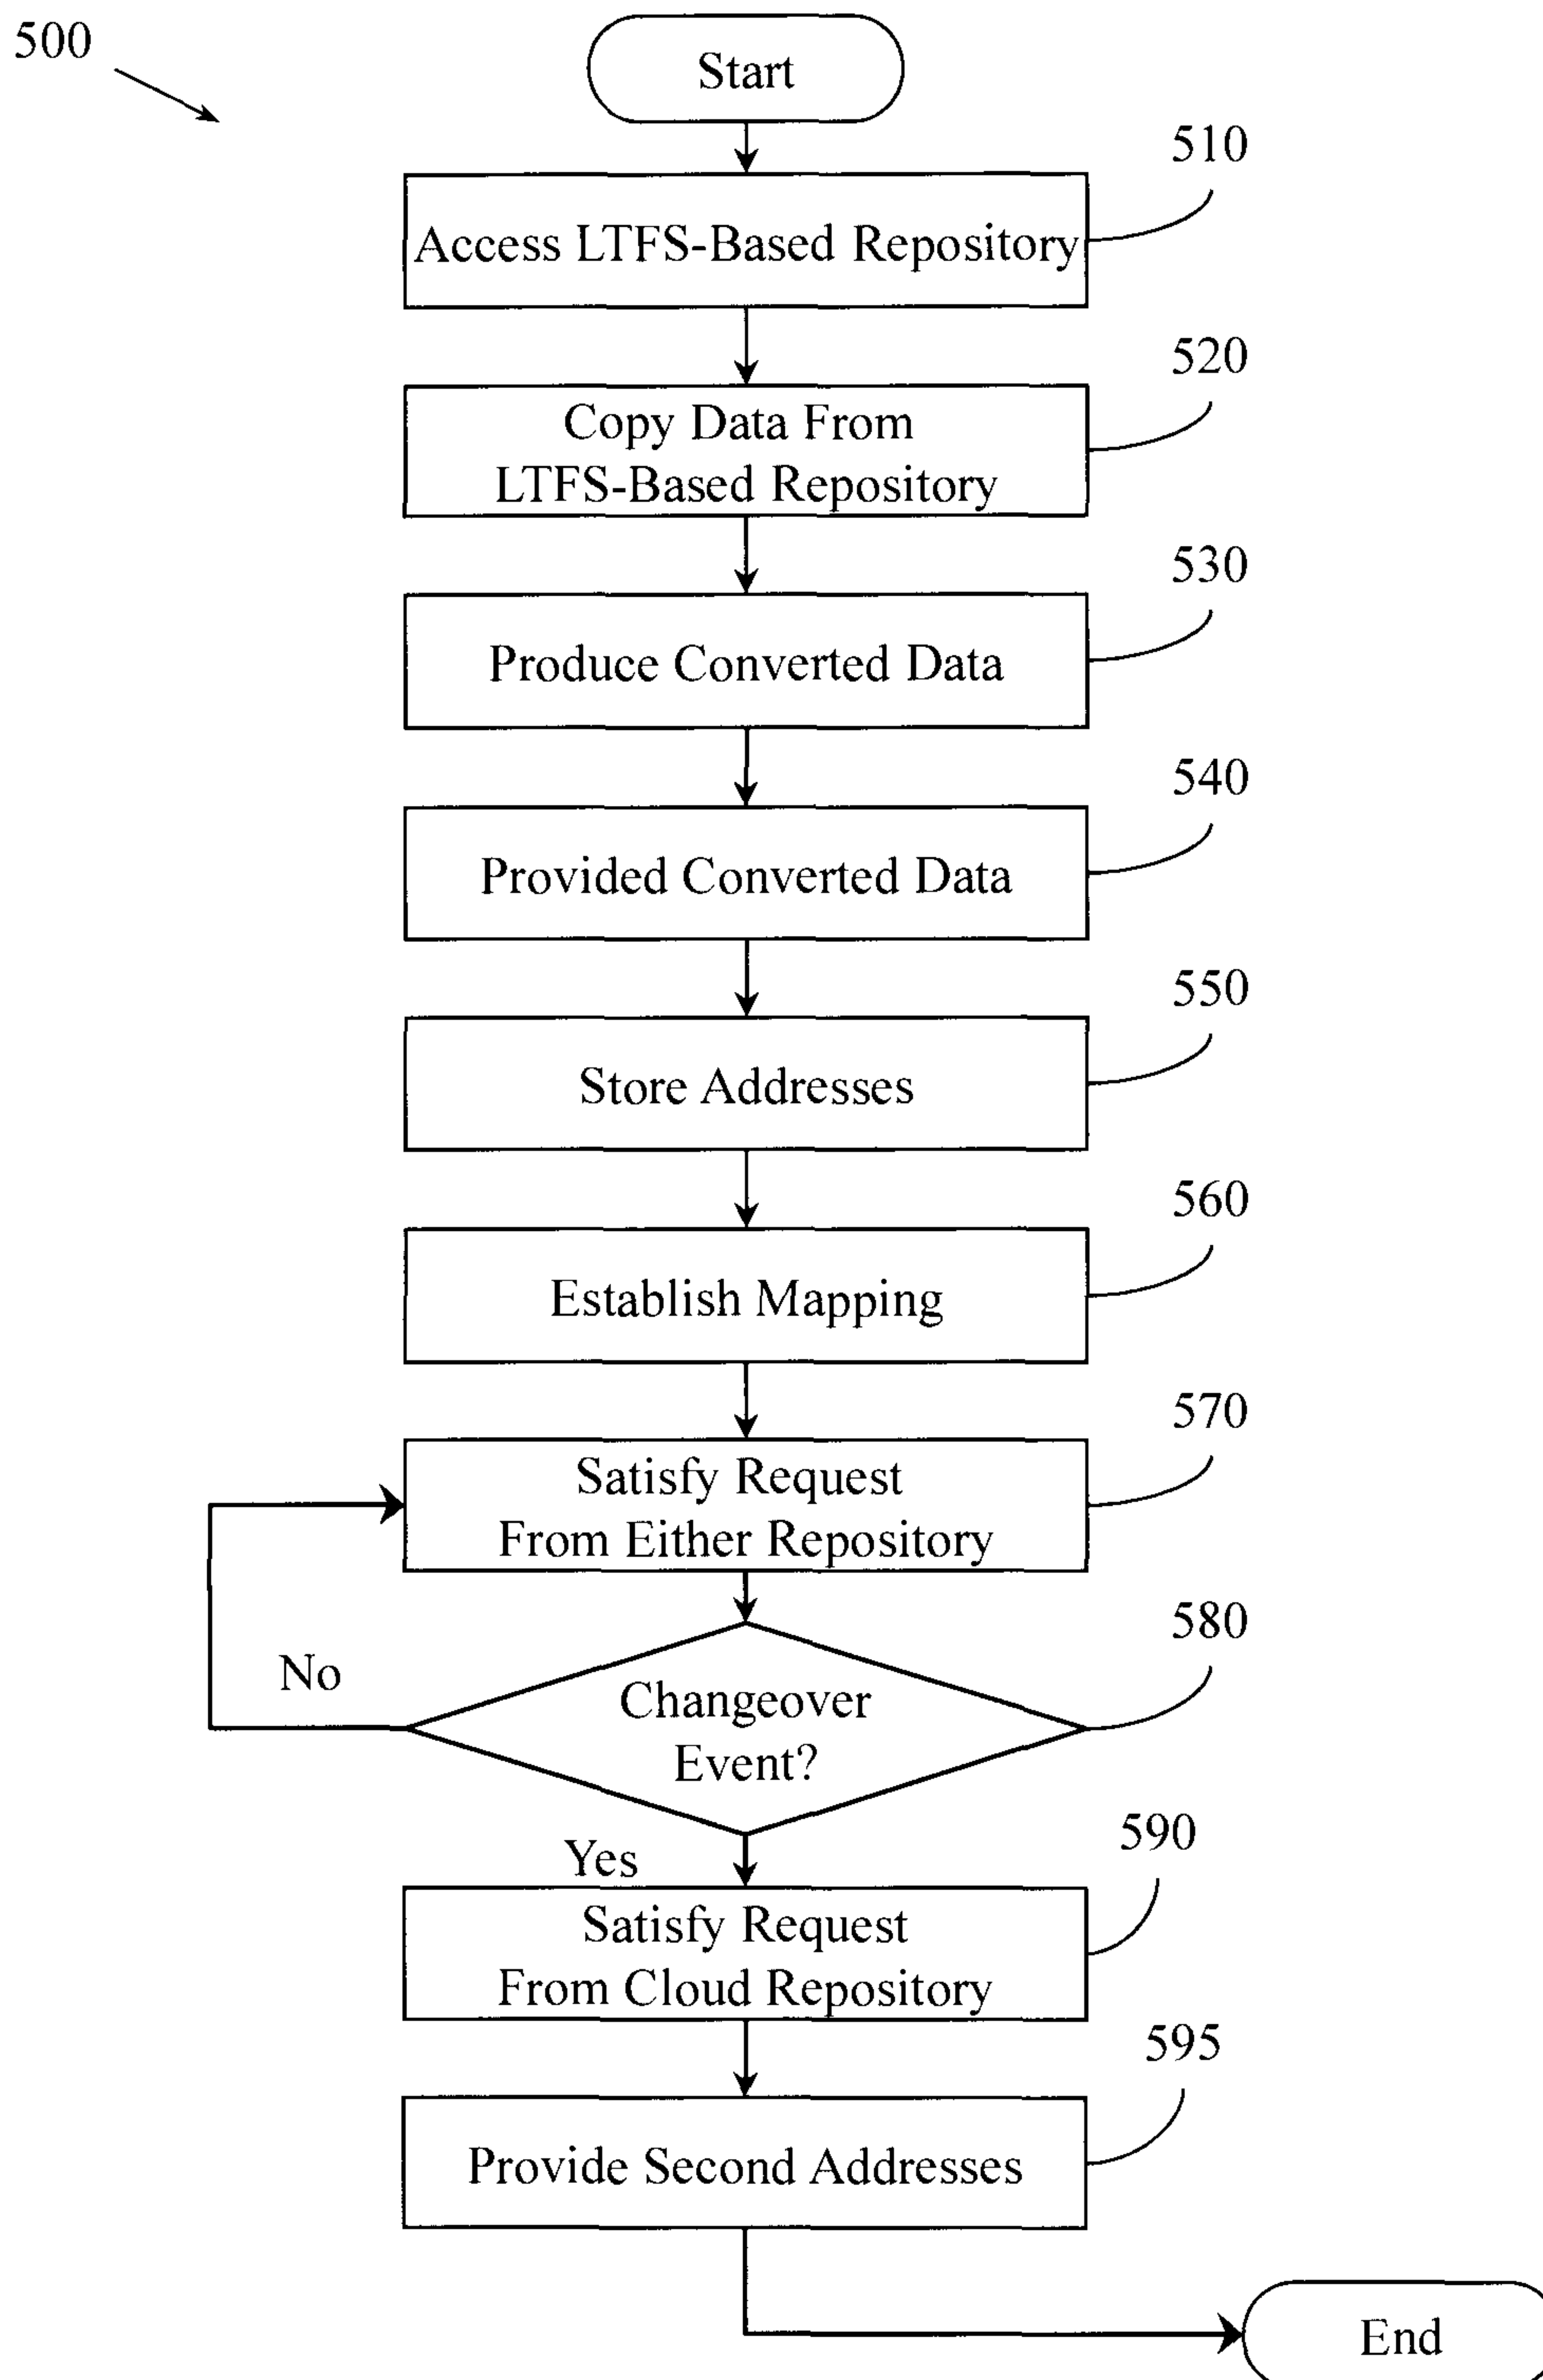 500
Start
510
Access LTFS-Based Repository
520
Copy Data From
LTFS-Based Repository
530
Produce Converted Data
540
Provided Converted Data
550
Store Addresses
560
Establish Mapping
570
Satisfy Request
From Either Repository
580
No
Changeover
Event?
590
Yes
Satisfy Request
From Cloud Repository
595
Provide Second Addresses
End